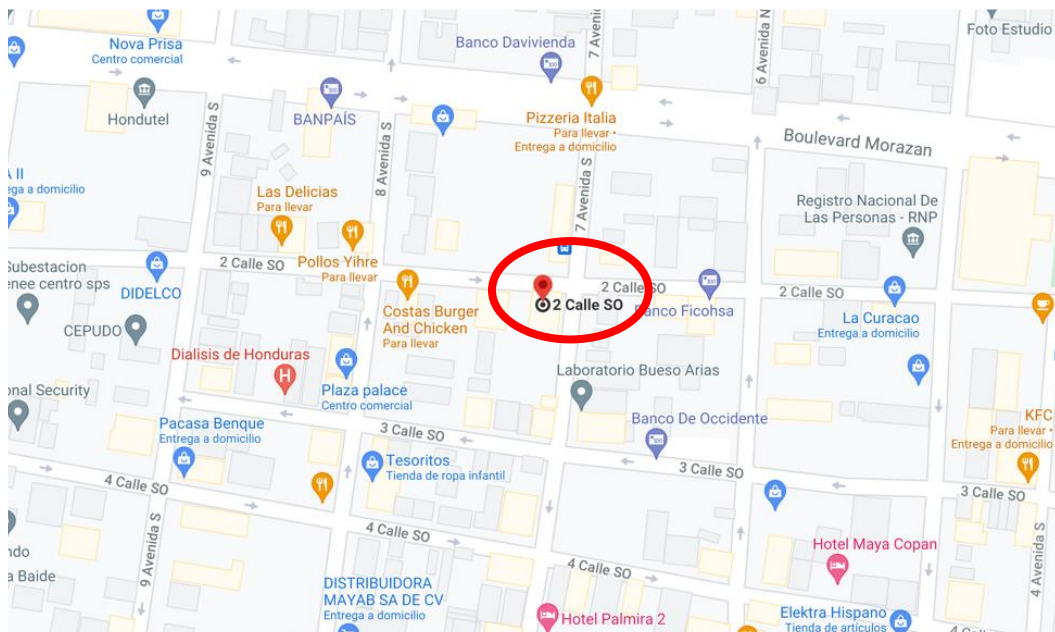 Nova Prisa
Centro comercial
Banco Davivienda
7 Aveni
6 Avenida N
Foto Estudio
Hondutel
BANPAÍS
Pizzeria Italia
Para llevar •
Entrega a domicilio
Boulevard Morazan
9 Avenida S
8 Avenida S
7 Avenida S
A II
ega a domicilio
Las Delicias
Para llevar
Registro Nacional De
Las Personas - RNP
Subestacion
enee centro sps
DIDELCO
2 Calle SO
Pollos Yihre
Para llevar
2 Calle SO
2 Calle SO
2 Calle SO
Banco Ficohsa
Costas Burger
And Chicken
Para llevar
La Curacao
Entrega a domicilio
CEPUDO
Dialisis de Honduras
H
onal Security
Plaza palace
Centro comercial
Laboratorio Bueso Arias
Pacasa Benque
Entrega a domicilio
3 Calle SO
Banco De Occidente
KFC
Para llevar •
Entrega a domicilio
Tesoritos
Tienda de ropa infantil
3 Calle SO
3 Calle SO
4 Calle SO
4 Calle SO
4 Calle SO
9 Avenida S
4 Avenida S
ndo
a Baide
Hotel Maya Copan
DISTRIBUIDORA
MAYAB SA DE CV
Entrega a domicilio
Hotel Palmira 2
Elektra Hispano
Tienda de artículos